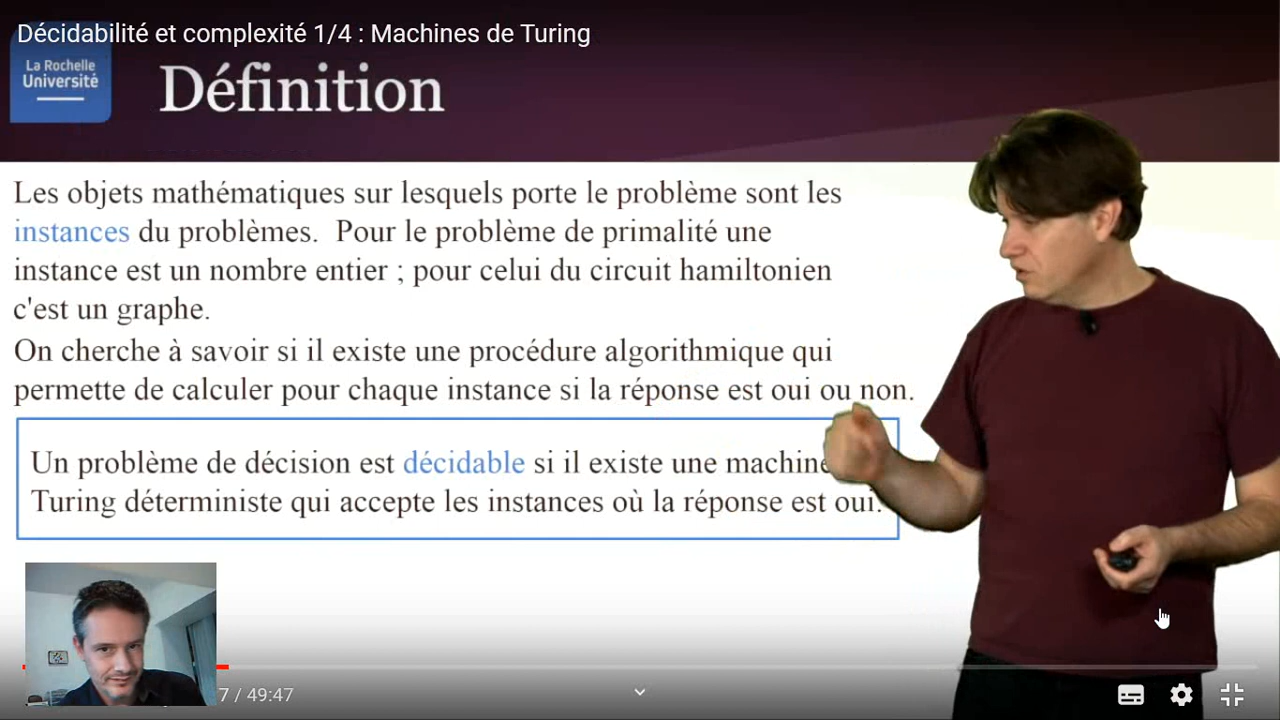 Décidabilité et complexité 1/4 : Machines de Turing
La Rochelle
Université
Définition
Les objets mathématiques sur lesquels porte le problème sont les
instances du problèmes. Pour le problème de primalité une
instance est un nombre entier ; pour celui du circuit hamiltonien
c'est un graphe.
On cherche à savoir si il existe une procédure algorithmique qui
permette de calculer pour chaque instance si la réponse est oui ou non.
Un problème de décision est décidable si il existe une machine
Turing déterministe qui accepte les instances où la réponse est oui.
7 / 49:47